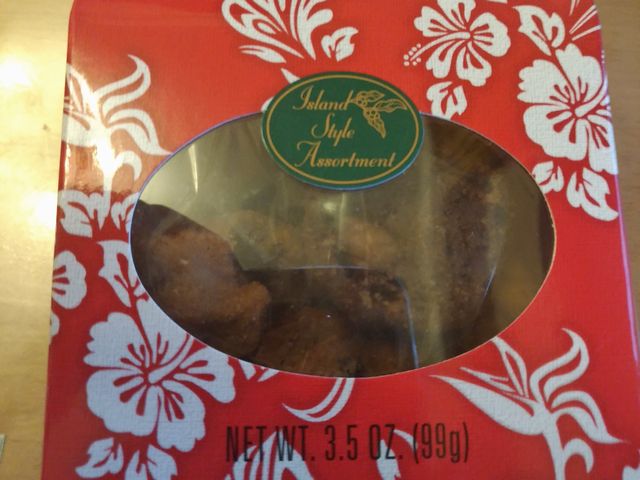 Island
Style
Assortment
NET WT. 3.5 OZ. (99g)